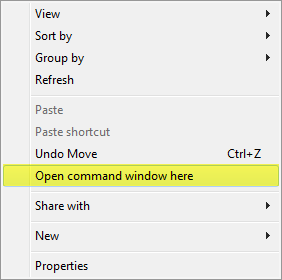 View
Sort by
Group by
Refresh
Paste
Paste shortcut
Undo Move Ctrl+Z
Open command window here
Share with
New
Properties